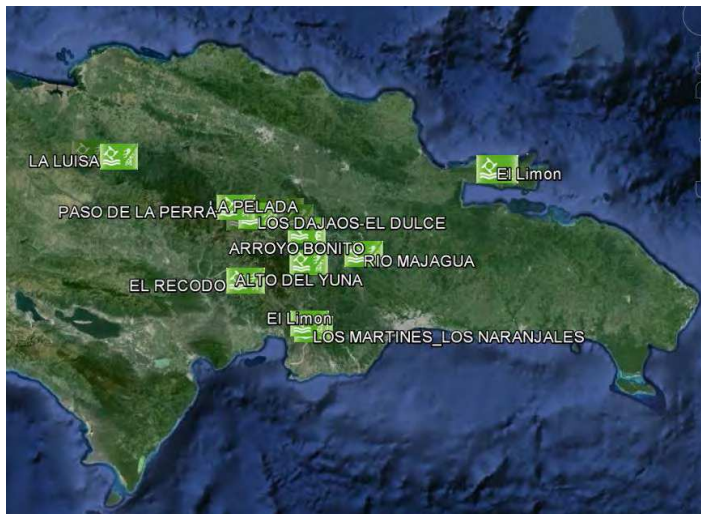 LA LUISA
El Limon
PASO DE LA PERRA
LA PELADA
LOS DAJAOS-EL DULCE
ARROYO BONITO
RIO MAJAGUA
EL RECODO
ALTO DEL YUNA
El Limon
LOS MARTINES_LOS NARANJALES